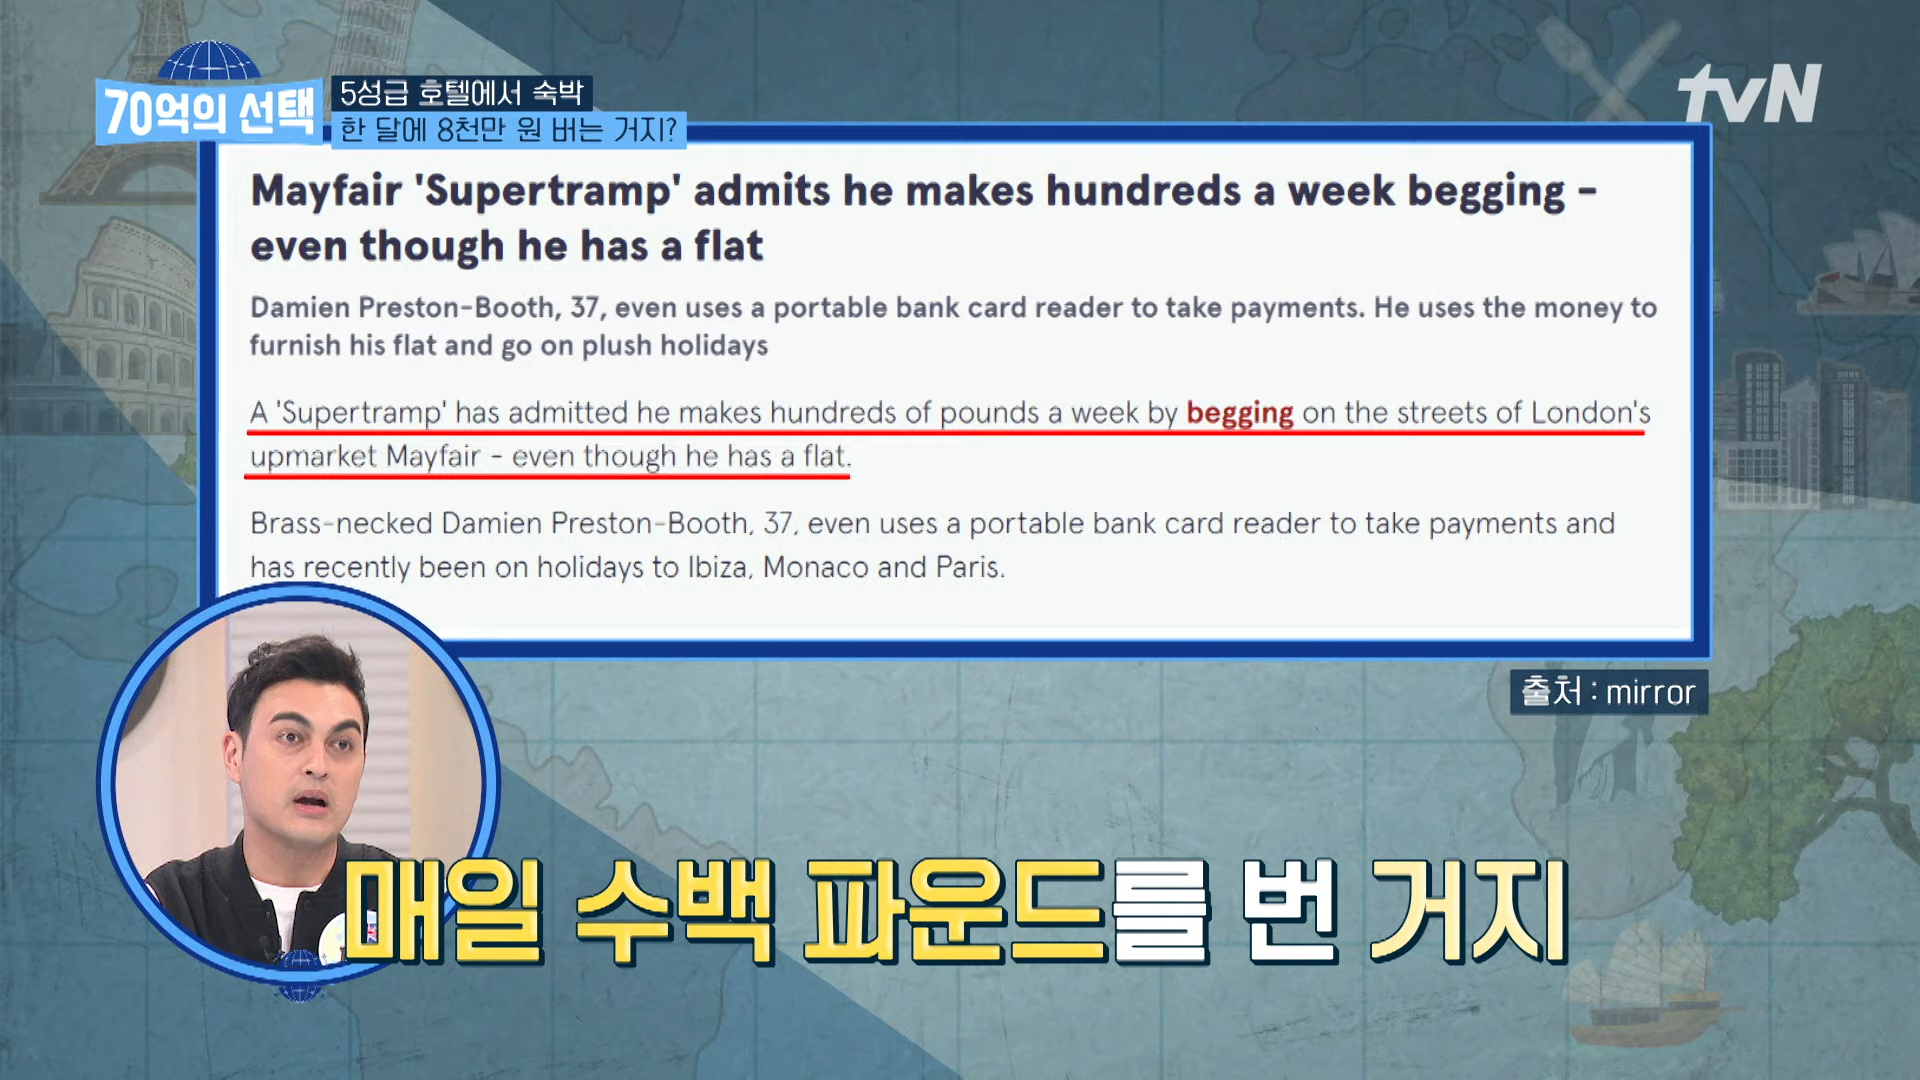 70억의 선택
5성급 호텔에서 숙박
한 달에 8천만 원 버는 거지?
tvN
Mayfair 'Supertramp' admits he makes hundreds a week begging –
even though he has a flat
Damien Preston-Booth, 37, even uses a portable bank card reader to take payments. He uses the money to
furnish his flat and go on plush holidays
A 'Supertramp' has admitted he makes hundreds of pounds a week by begging on the streets of London's
upmarket Mayfair - even though he has a flat.
Brass-necked Damien Preston-Booth, 37, even uses a portable bank card reader to take payments and
has recently been on holidays to Ibiza, Monaco and Paris.
출처 : mirror
매일 수백 파운드를 번 거지